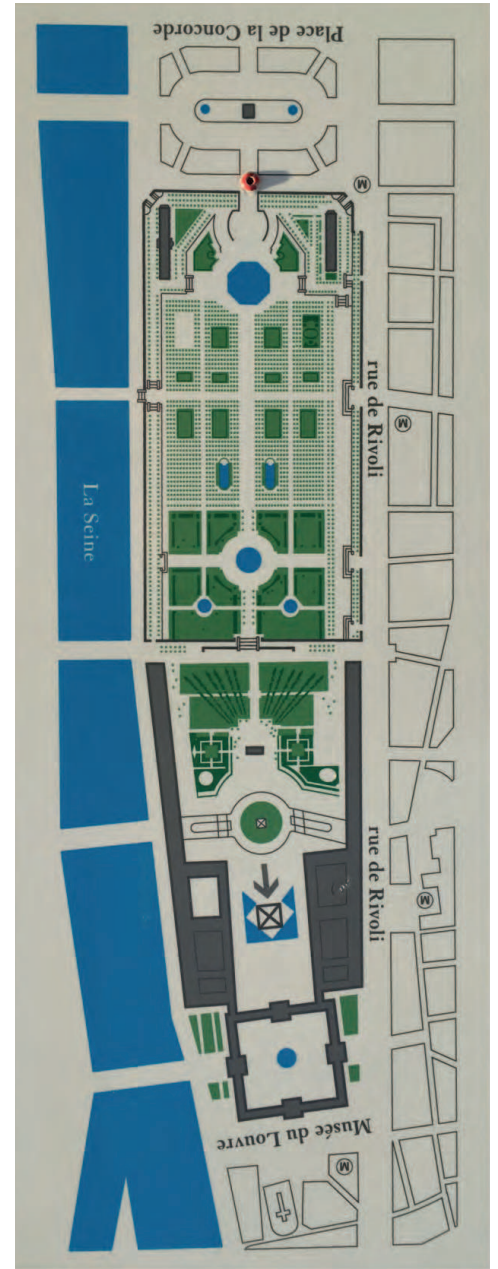 Place de la Concorde
M
rue de Rivoli
M
La Seine
rue de Rivoli
M
Musée du Louvre
M